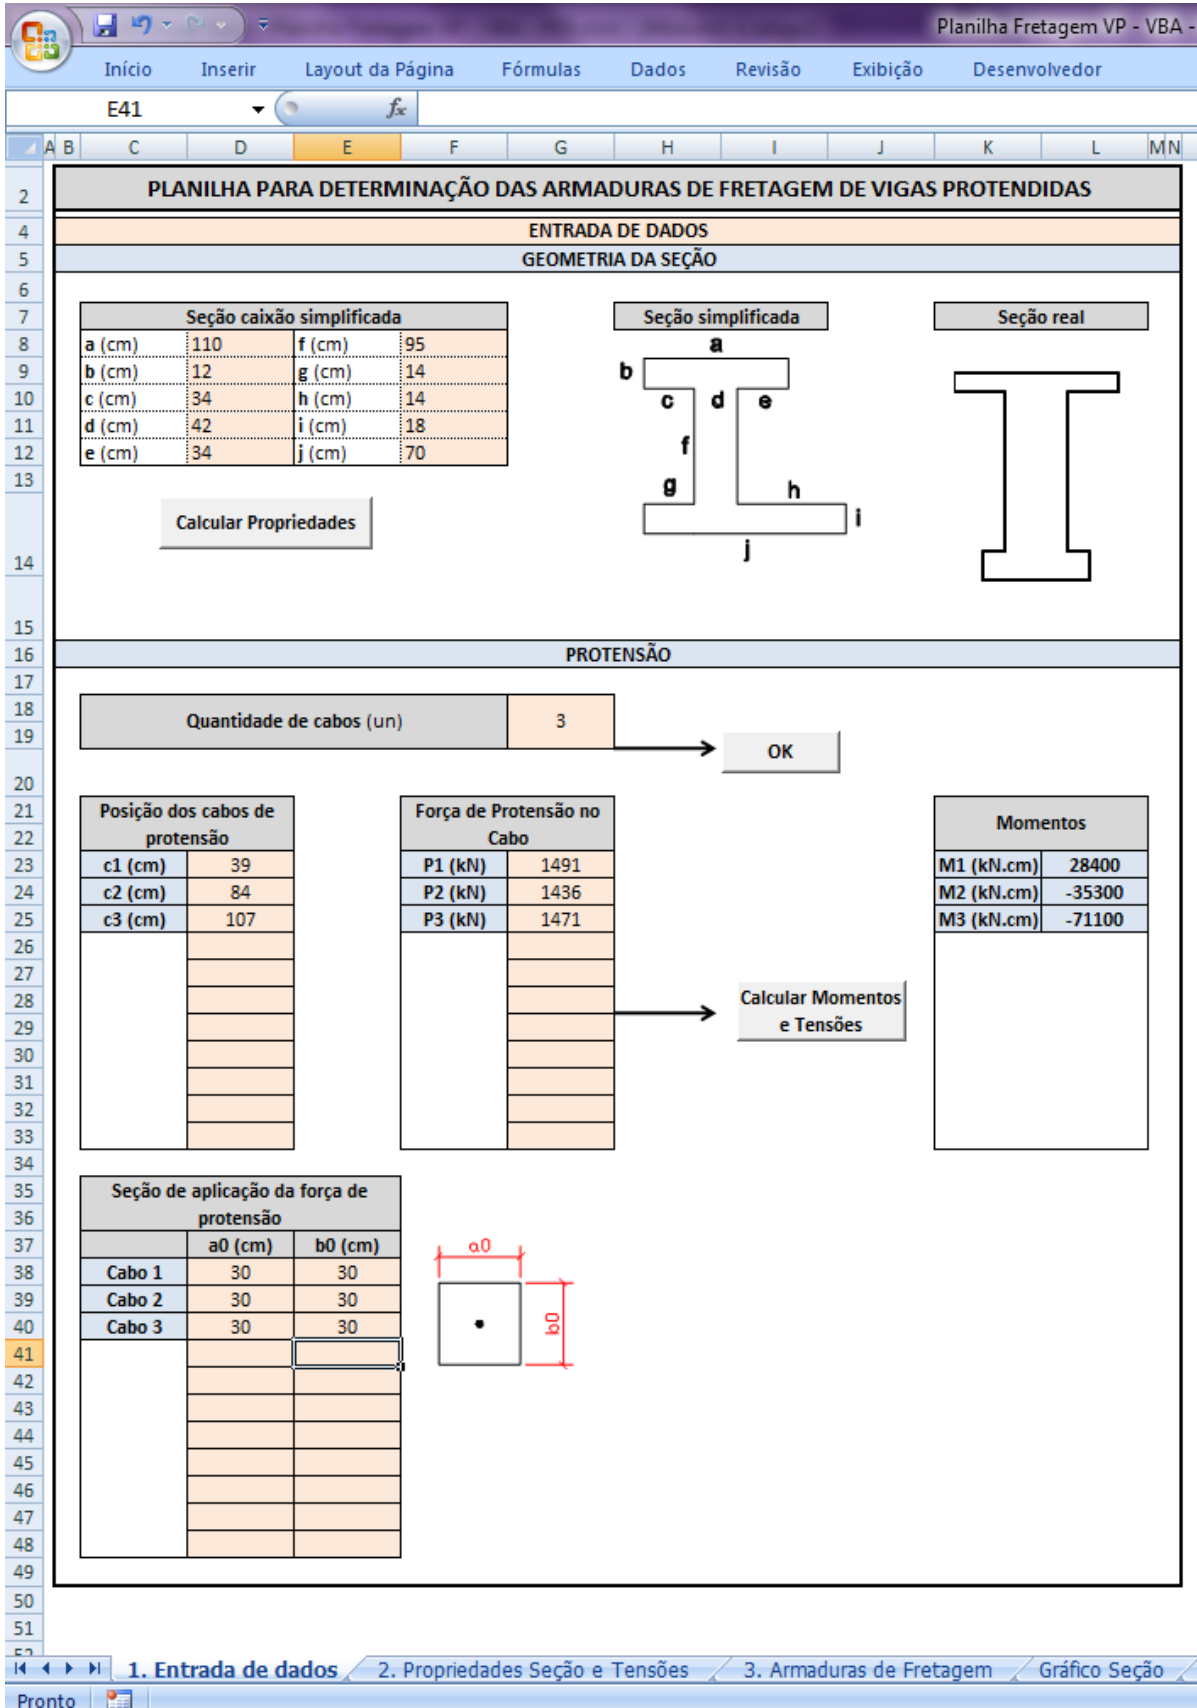 Planilha Fretagem VP - VBA -
Início Inserir Layout da Página Fórmulas Dados Revisão Exibição Desenvolvedor
E41 fx
A B C D E F G H I J K L M N
2 PLANILHA PARA DETERMINAÇÃO DAS ARMADURAS DE FRETAGEM DE VIGAS PROTENDIDAS
4 ENTRADA DE DADOS
5 GEOMETRIA DA SEÇÃO
6
7 Seção caixão simplificada Seção simplificada Seção real
8 a (cm) 110 f (cm) 95 a
9 b (cm) 12 g (cm) 14 b
10 c (cm) 34 h (cm) 14 c d e
11 d (cm) 42 i (cm) 18 f
12 e (cm) 34 j (cm) 70
13 g h
Calcular Propriedades i
14 j
15
16 PROTENSÃO
17
18 Quantidade de cabos (un) 3
19 OK
20
21 Posição dos cabos de Força de Protensão no Momentos
22 protensão Cabo
23 c1 (cm) 39 P1 (kN) 1491 M1 (kN.cm) 28400
24 c2 (cm) 84 P2 (kN) 1436 M2 (kN.cm) -35300
25 c3 (cm) 107 P3 (kN) 1471 M3 (kN.cm) -71100
26
27
28 Calcular Momentos
29 e Tensões
30
31
32
33
34
35 Seção de aplicação da força de
36 protensão
37 a0 (cm) b0 (cm) a0
38 Cabo 1 30 30
39 Cabo 2 30 30
40 Cabo 3 30 30 b0
41
42
43
44
45
46
47
48
49
50
51
52
1. Entrada de dados 2. Propriedades Seção e Tensões 3. Armaduras de Fretagem Gráfico Seção
Pronto